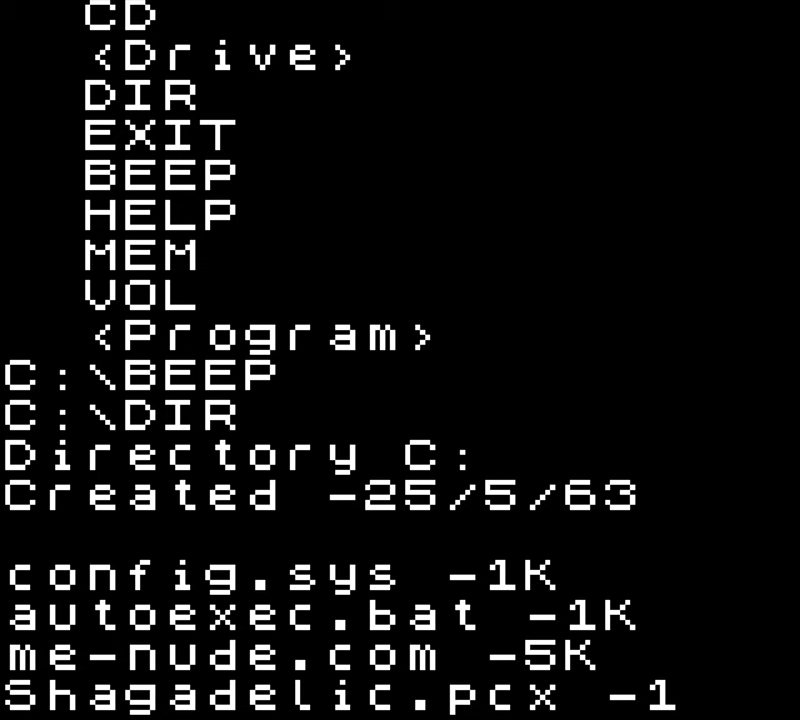 CD
<Drive>
DIR
EXIT
BEEP
HELP
MEM
VOL
<Program>
C:\BEEP
C:\DIR
Directory C:
Created -25/5/63
config.sys -1K
autoexec.bat -1K
me-nude.com -5K
Shagadelic.pcx -1